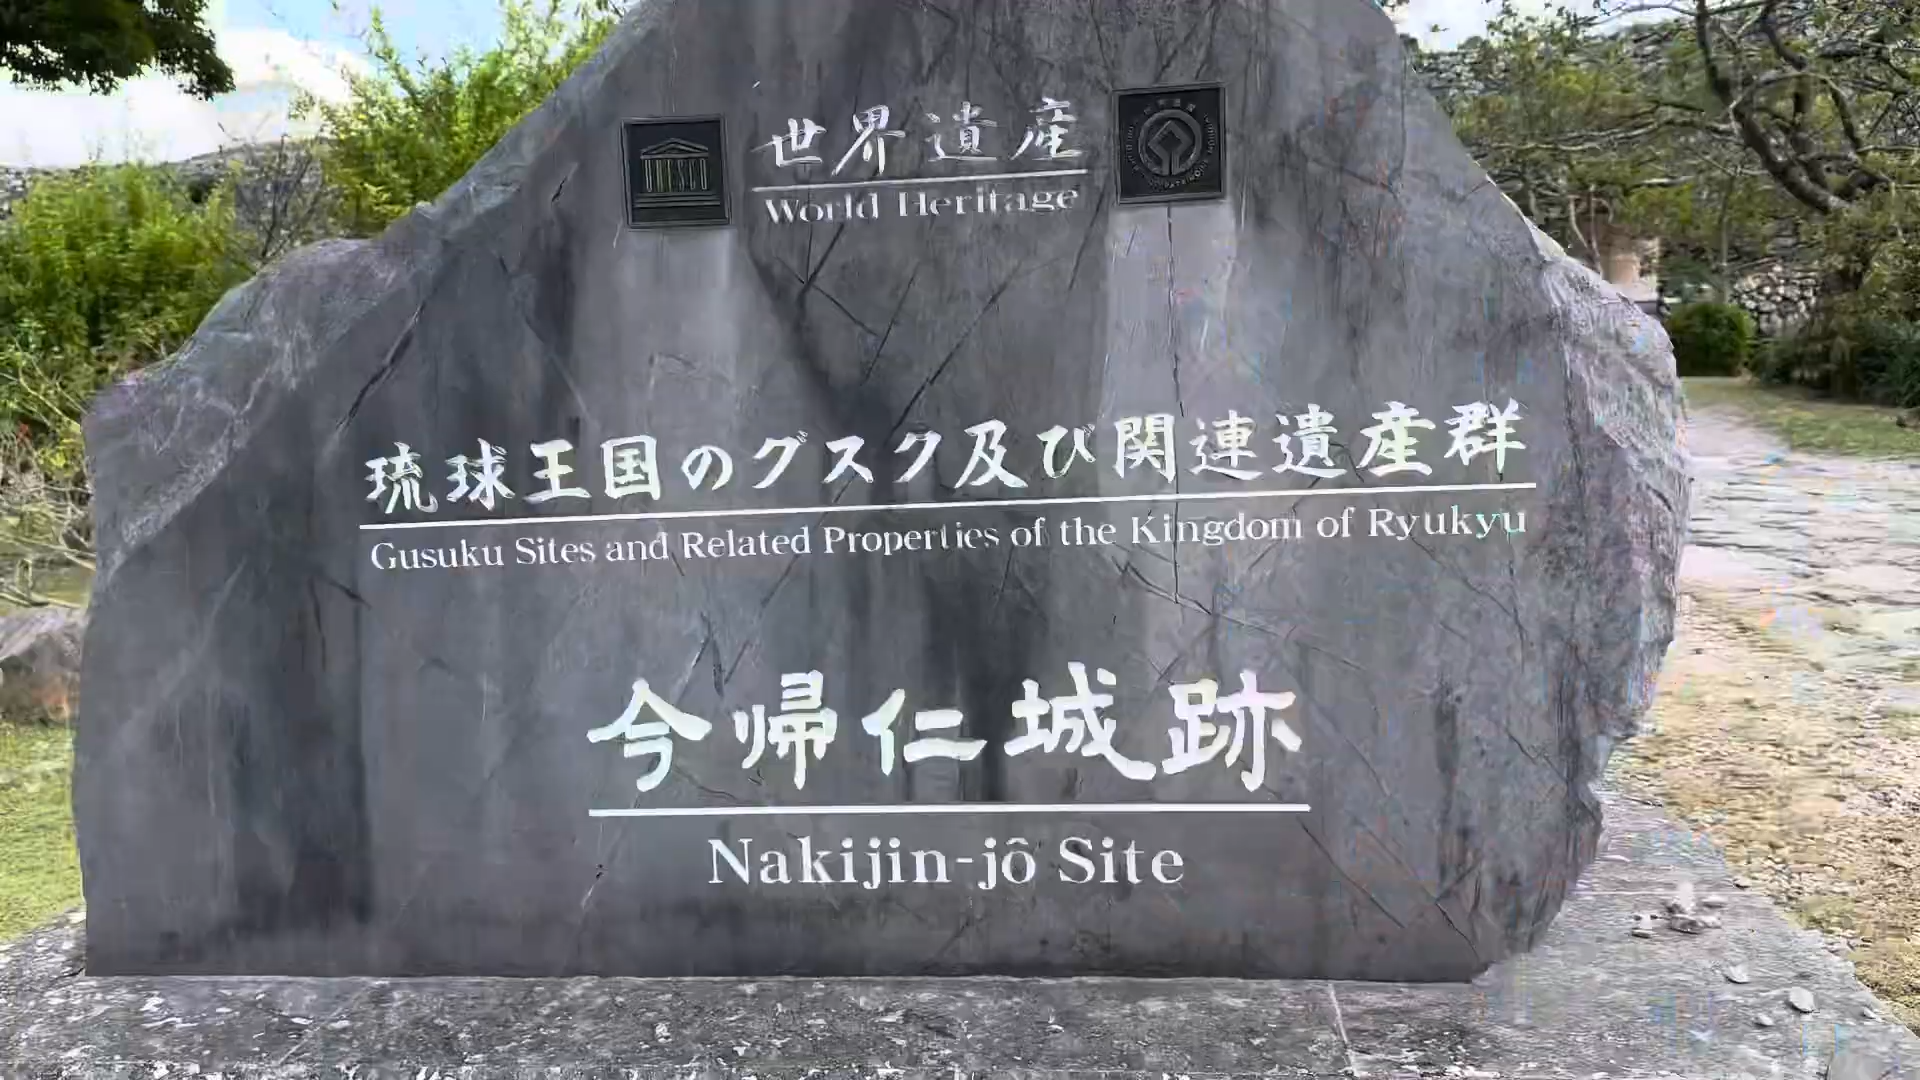 世界遺産
UNESCO
World Heritage
琉球王国のグスク及び関連遺産群
Gusuku Sites and Related Properties of the Kingdom of Ryukyu
今帰仁城跡
Nakijin-jô Site